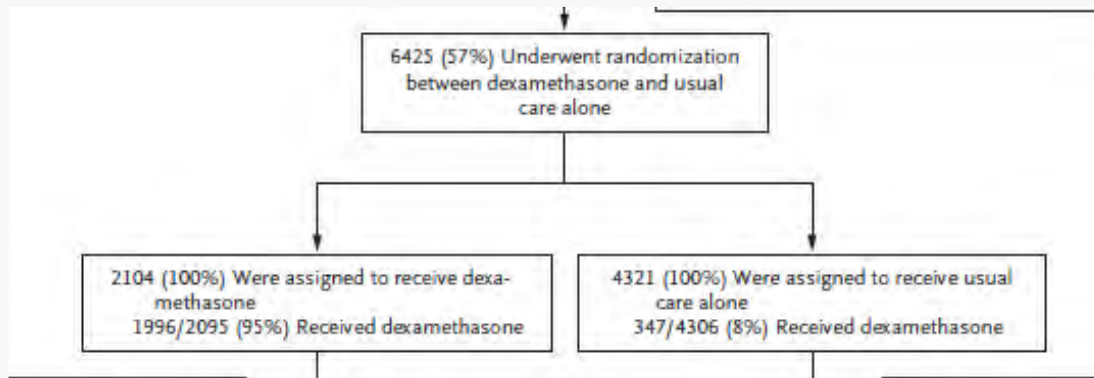 6425 (57%) Underwent randomization
between dexamethasone and usual
care alone
2104 (100%) Were assigned to receive dexa-
methasone
1996/2095 (95%) Received dexamethasone
4321 (100%) Were assigned to receive usual
care alone
347/4306 (8%) Received dexamethasone